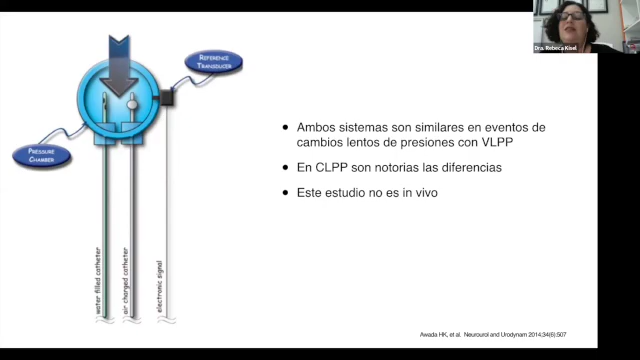 Dra. Rebeca Kisel
REFERENCE
TRANSDUCER
PRESSURE
CHAMBER
water filled catheter
air charged catheter
electronic signal
• Ambos sistemas son similares en eventos de
cambios lentos de presiones con VLPP
• En CLPP son notorias las diferencias
• Este estudio no es in vivo
Awada HK, et al. Neurourol and Urodynam 2014;34(6):507